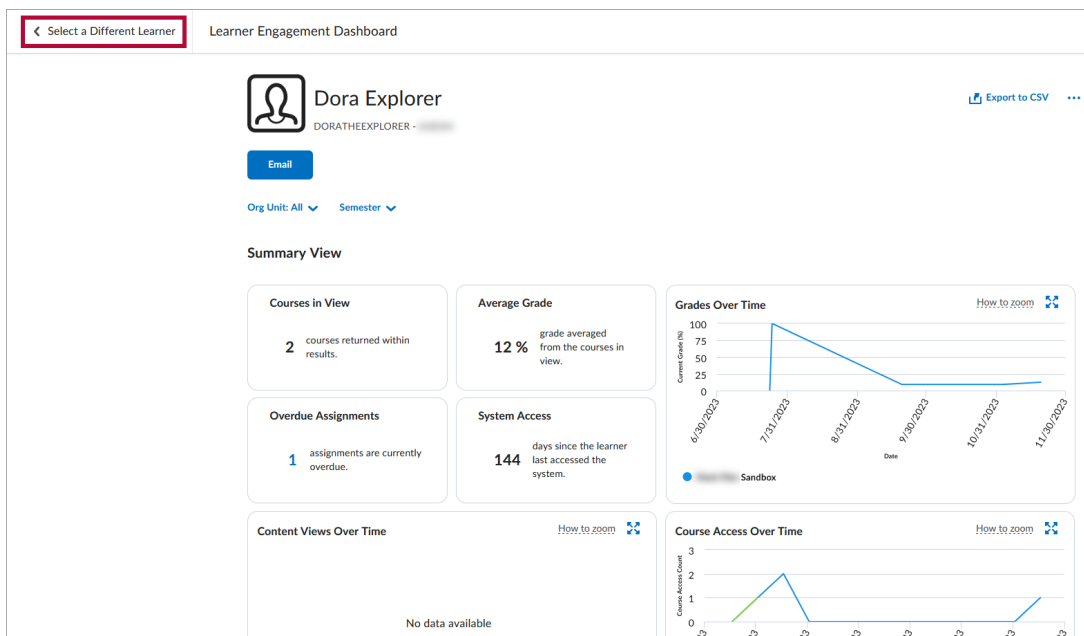 Select a Different Learner
Learner Engagement Dashboard
Dora Explorer
DORATHEEXPLORER -
Export to CSV
Email
Org Unit: All
Semester
Summary View
Courses in View
2
courses returned within
results.
Average Grade
12 %
grade averaged
from the courses in
view.
Overdue Assignments
1
assignments are currently
overdue.
System Access
144
days since the learner
last accessed the
system.
Grades Over Time
How to zoom
Current Grade (%)
100
75
50
25
0
6/30/2023
7/31/2023
8/31/2023
9/30/2023
10/31/2023
11/30/2023
Date
Sandbox
Content Views Over Time
How to zoom
No data available
Course Access Over Time
How to zoom
Course Access Count
3
2
1
0